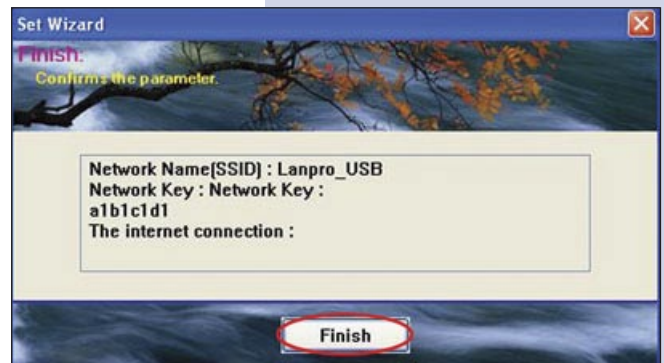 Set Wizard
Finish:
Confirms the parameter.
Network Name(SSID) : Lanpro_USB
Network Key : Network Key :
a1b1c1d1
The internet connection :
Finish